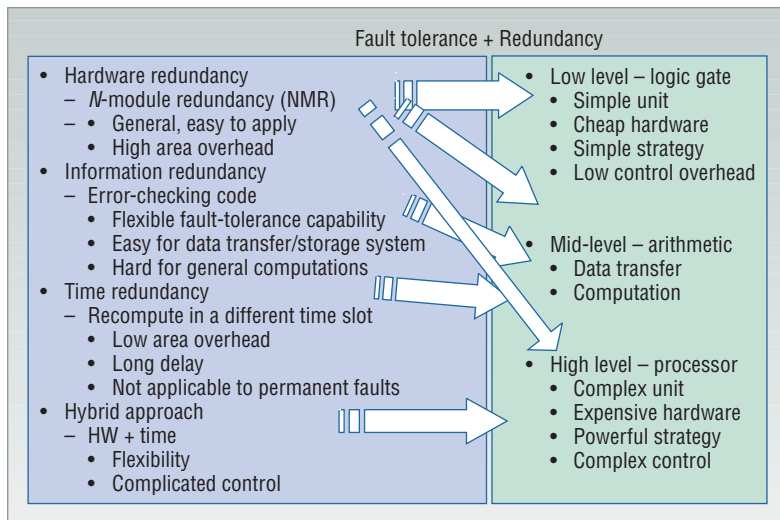 Fault tolerance + Redundancy
• Hardware redundancy
– N-module redundancy (NMR)
– • General, easy to apply
• High area overhead
• Information redundancy
– Error-checking code
• Flexible fault-tolerance capability
• Easy for data transfer/storage system
• Hard for general computations
• Time redundancy
– Recompute in a different time slot
• Low area overhead
• Long delay
• Not applicable to permanent faults
• Hybrid approach
– HW + time
• Flexibility
• Complicated control
• Low level – logic gate
• Simple unit
• Cheap hardware
• Simple strategy
• Low control overhead
• Mid-level – arithmetic
• Data transfer
• Computation
• High level – processor
• Complex unit
• Expensive hardware
• Powerful strategy
• Complex control